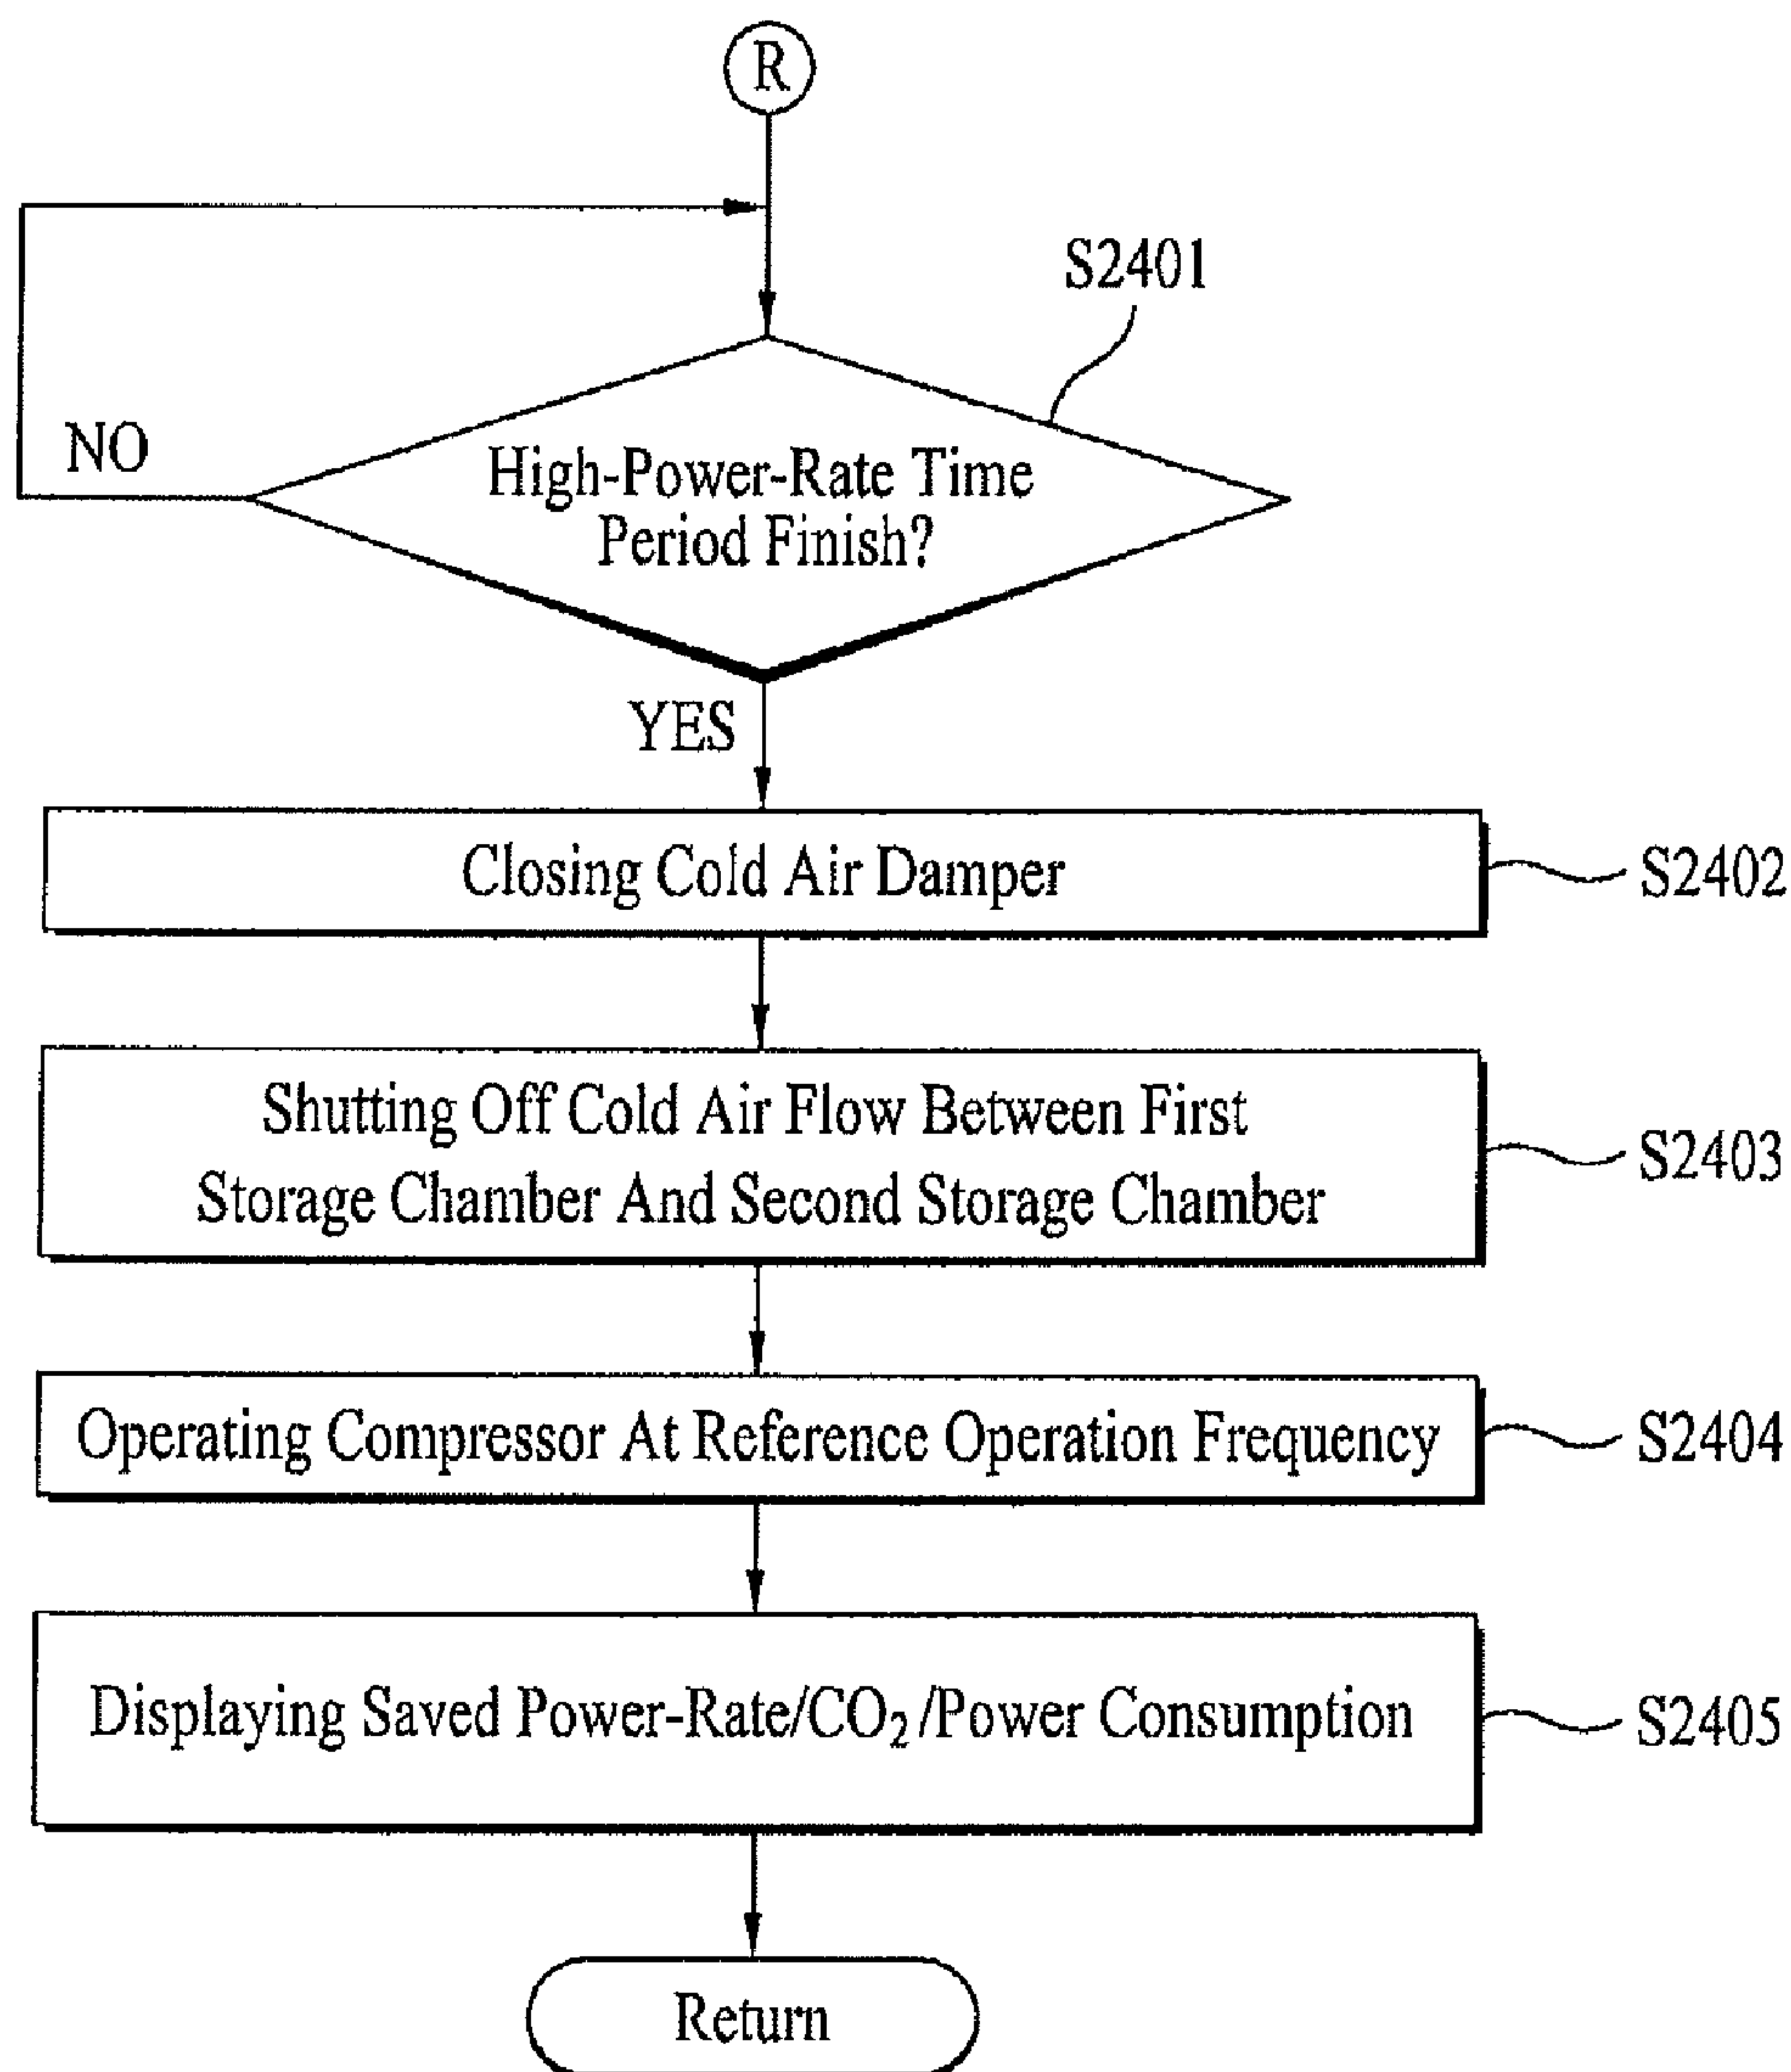 R
S2401
NO
High-Power-Rate Time
Period Finish?
YES
Closing Cold Air Damper
S2402
Shutting Off Cold Air Flow Between First
Storage Chamber And Second Storage Chamber
S2403
Operating Compressor At Reference Operation Frequency
S2404
Displaying Saved Power-Rate/CO₂/Power Consumption
S2405
Return